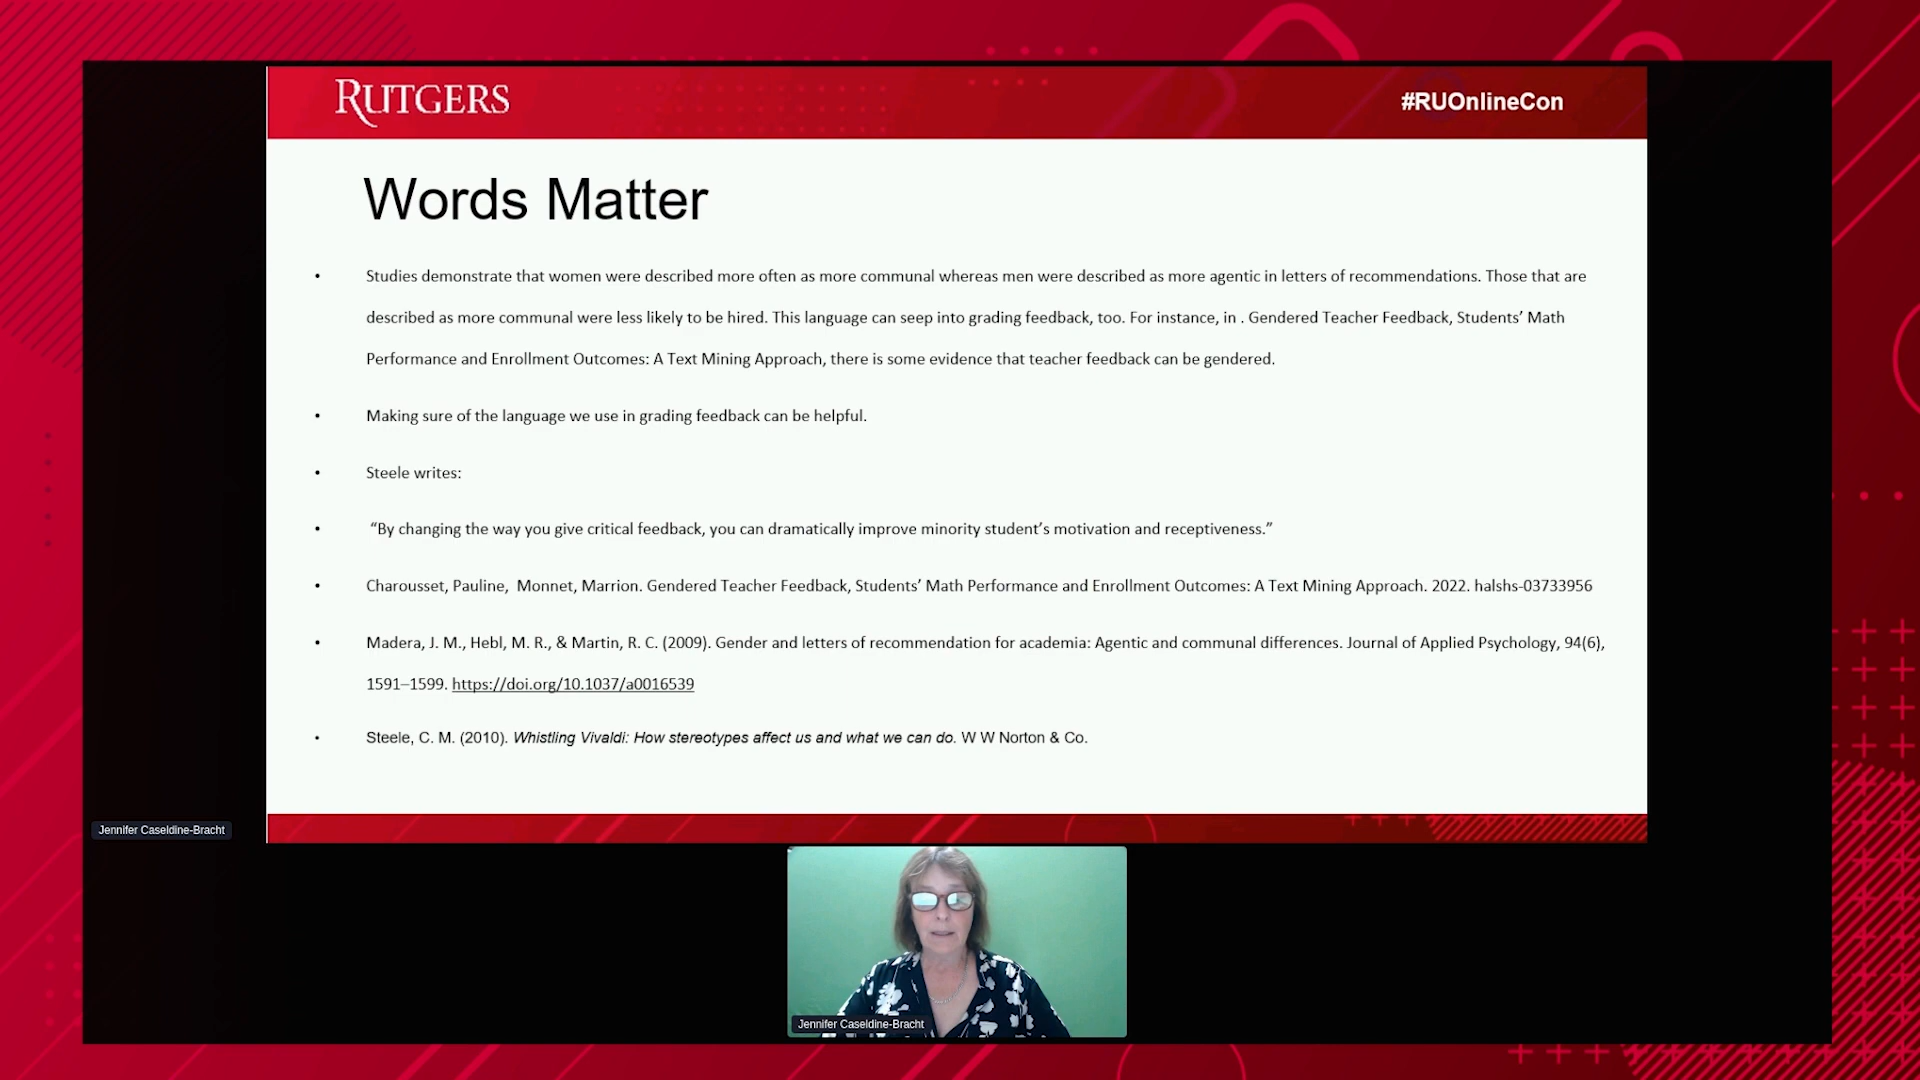 RUTGERS
#RUOnlineCon
Words Matter
• Studies demonstrate that women were described more often as more communal whereas men were described as more agentic in letters of recommendations. Those that are
described as more communal were less likely to be hired. This language can seep into grading feedback, too. For instance, in . Gendered Teacher Feedback, Students’ Math
Performance and Enrollment Outcomes: A Text Mining Approach, there is some evidence that teacher feedback can be gendered.
• Making sure of the language we use in grading feedback can be helpful.
• Steele writes:
• “By changing the way you give critical feedback, you can dramatically improve minority student’s motivation and receptiveness.”
• Charousset, Pauline, Monnet, Marrion. Gendered Teacher Feedback, Students’ Math Performance and Enrollment Outcomes: A Text Mining Approach. 2022. halshs-03733956
• Madera, J. M., Hebl, M. R., & Martin, R. C. (2009). Gender and letters of recommendation for academia: Agentic and communal differences. Journal of Applied Psychology, 94(6),
1591–1599. https://doi.org/10.1037/a0016539
• Steele, C. M. (2010). Whistling Vivaldi: How stereotypes affect us and what we can do. W W Norton & Co.
Jennifer Caseldine-Bracht
Jennifer Caseldine-Bracht